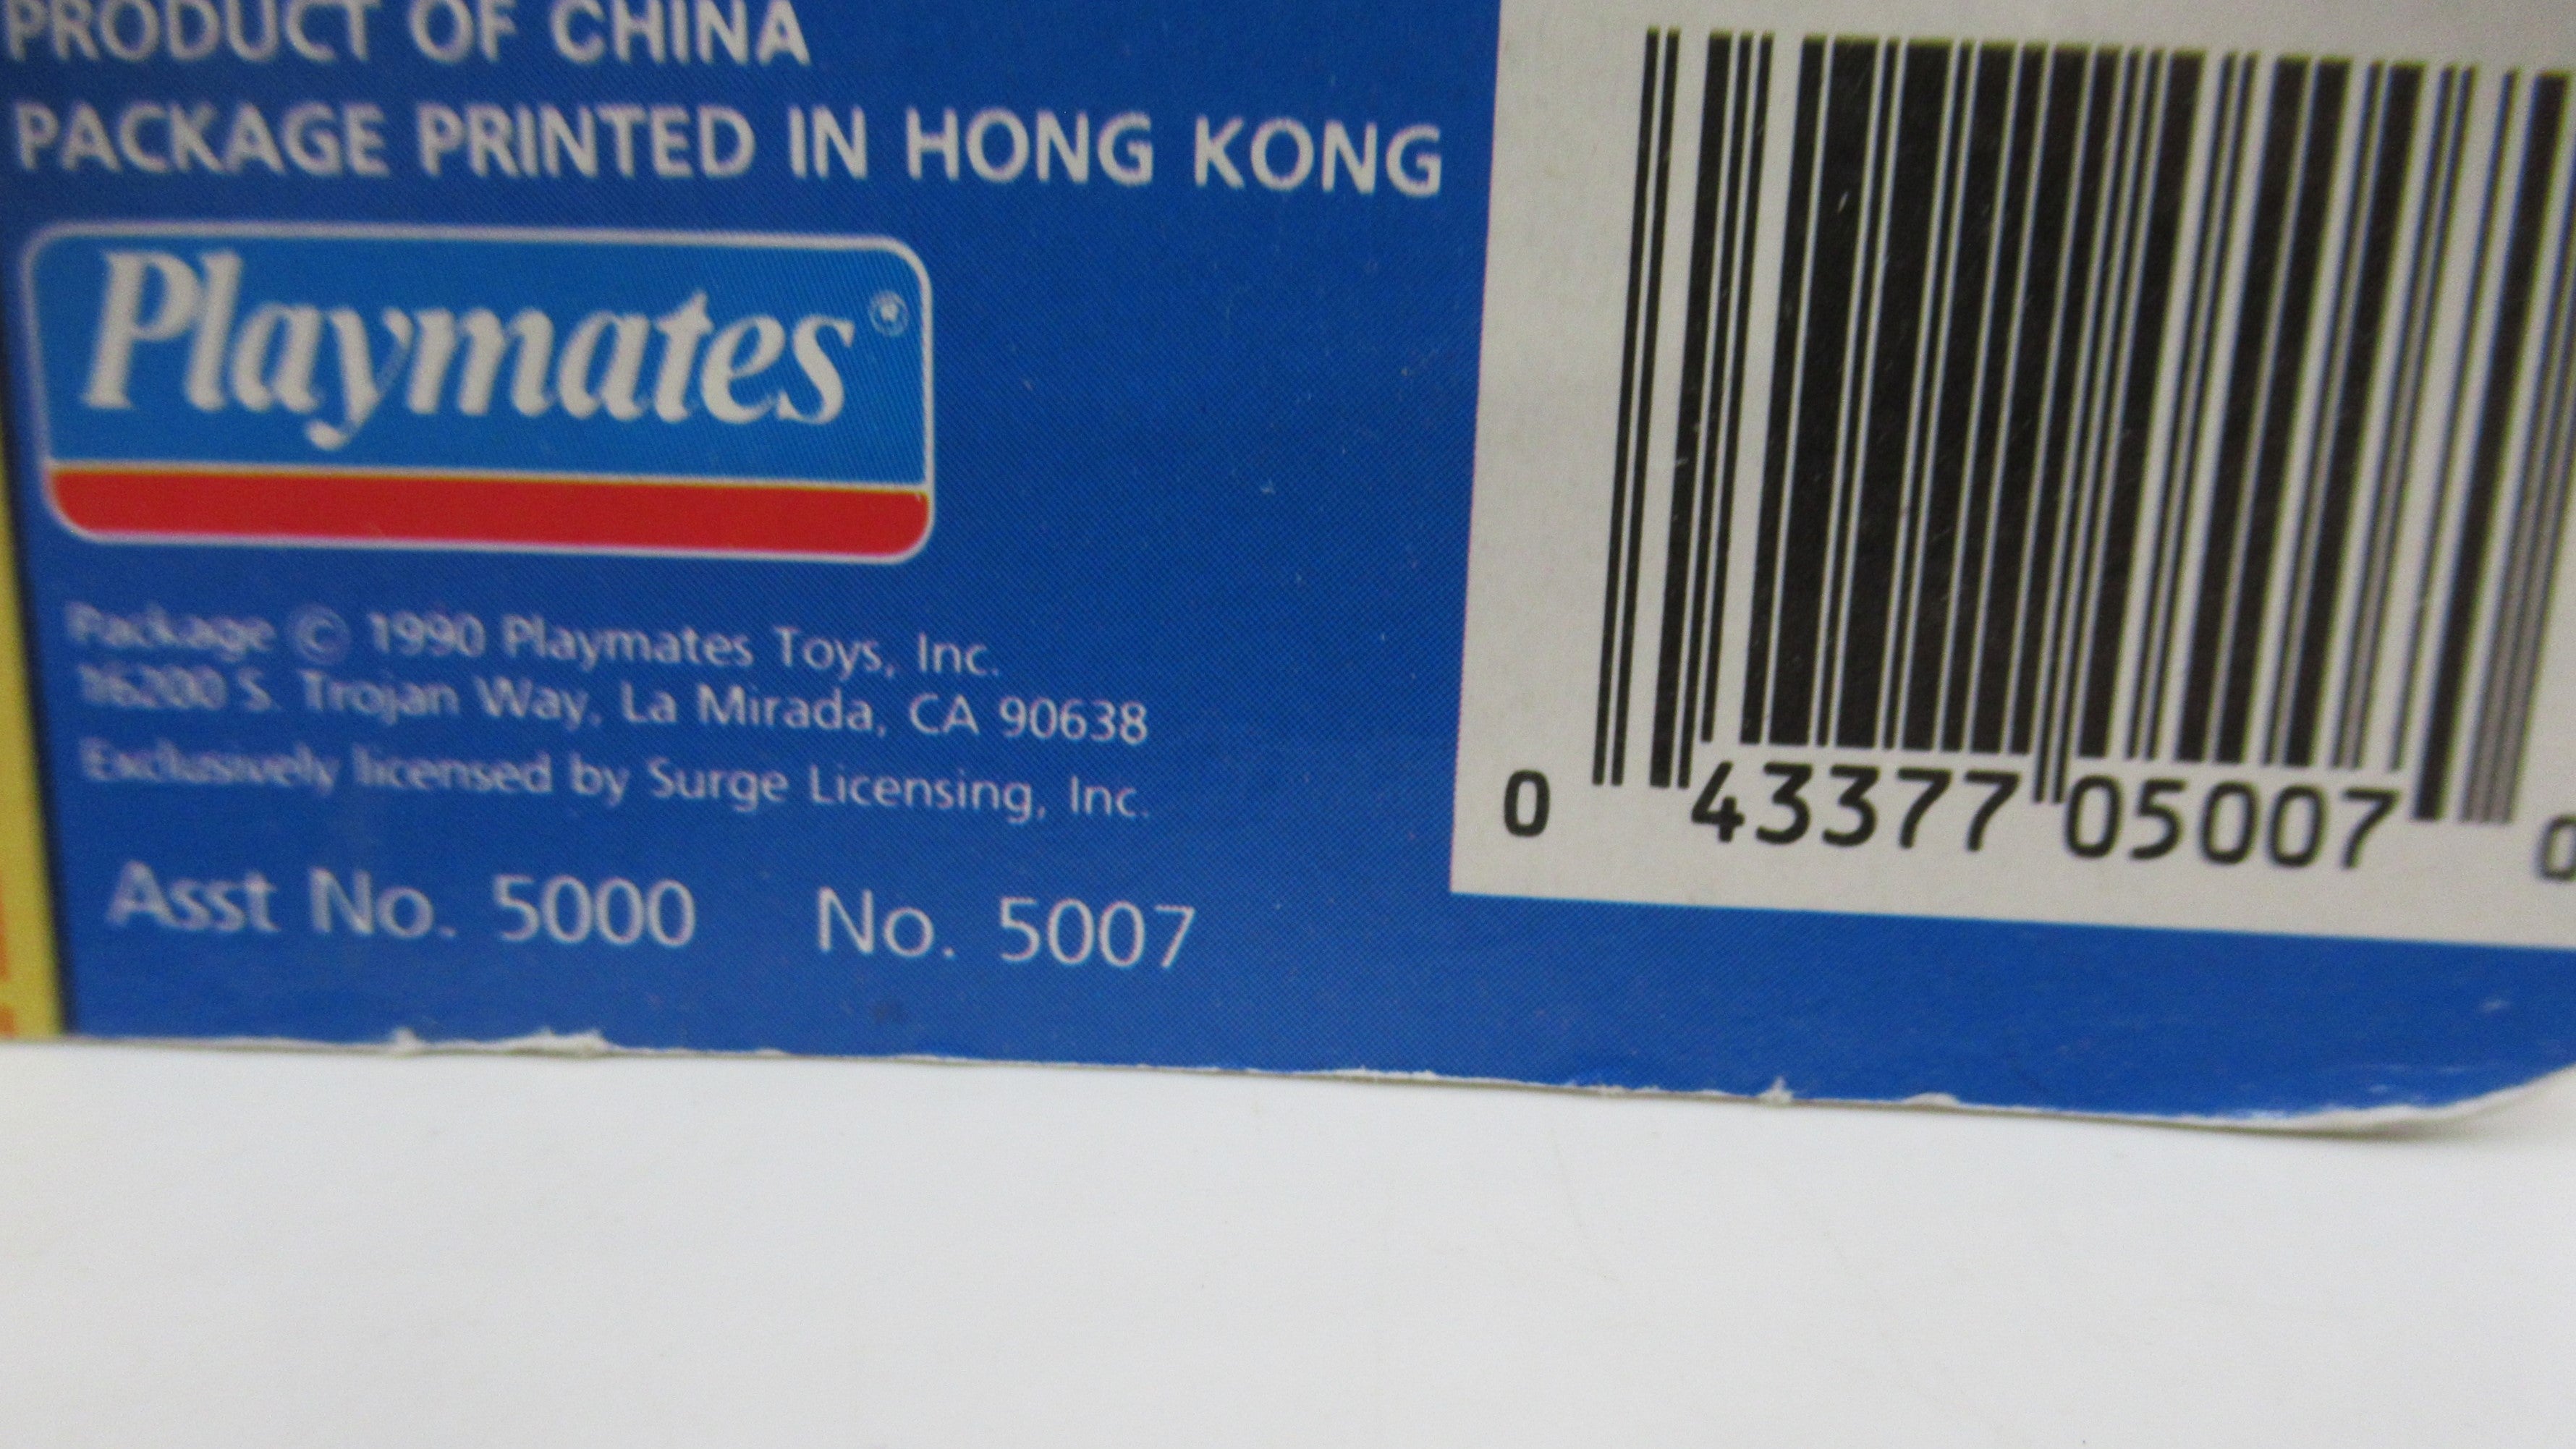 PRODUCT OF CHINA
PACKAGE PRINTED IN HONG KONG
Playmates®
Package © 1990 Playmates Toys, Inc.
16200 S. Trojan Way, La Mirada, CA 90638
Exclusively licensed by Surge Licensing, Inc.
Asst No. 5000 No. 5007
0 43377 05007 0